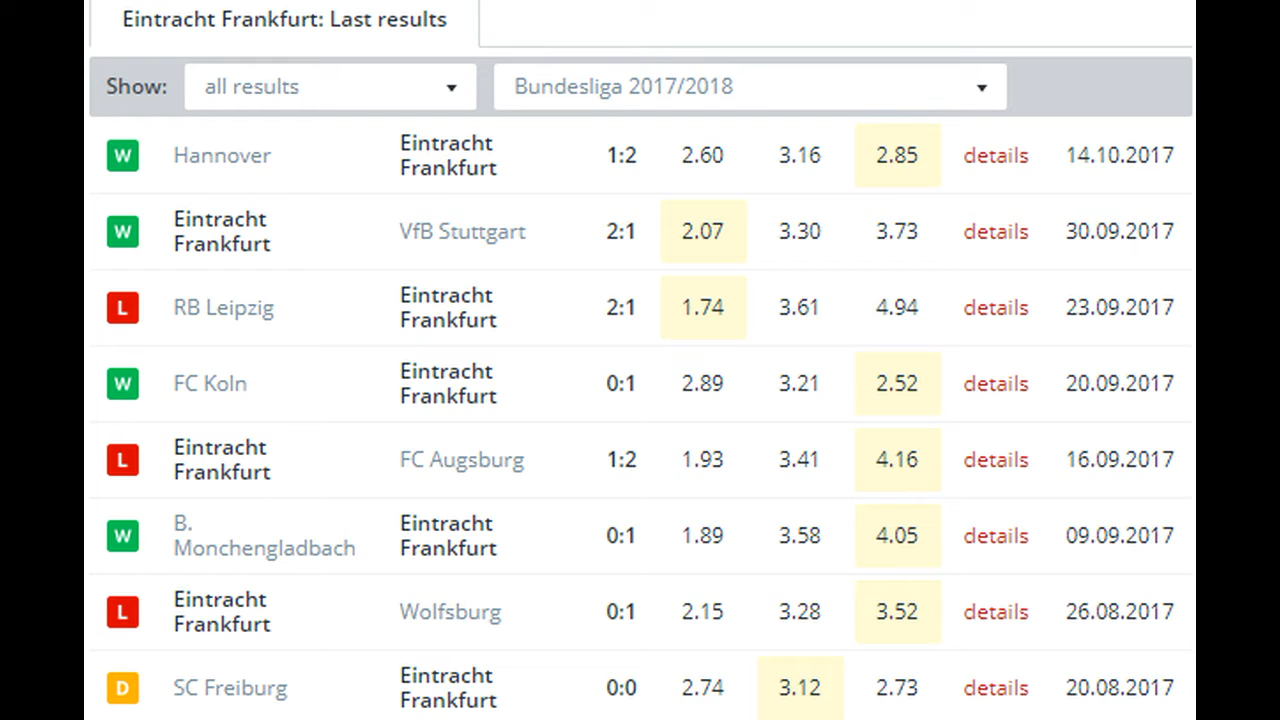 Eintracht Frankfurt: Last results
Show: all results Bundesliga 2017/2018
W Hannover Eintracht Frankfurt 1:2 2.60 3.16 2.85 details 14.10.2017
W Eintracht Frankfurt VfB Stuttgart 2:1 2.07 3.30 3.73 details 30.09.2017
L RB Leipzig Eintracht Frankfurt 2:1 1.74 3.61 4.94 details 23.09.2017
W FC Koln Eintracht Frankfurt 0:1 2.89 3.21 2.52 details 20.09.2017
L Eintracht Frankfurt FC Augsburg 1:2 1.93 3.41 4.16 details 16.09.2017
W B. Monchengladbach Eintracht Frankfurt 0:1 1.89 3.58 4.05 details 09.09.2017
L Eintracht Frankfurt Wolfsburg 0:1 2.15 3.28 3.52 details 26.08.2017
D SC Freiburg Eintracht Frankfurt 0:0 2.74 3.12 2.73 details 20.08.2017